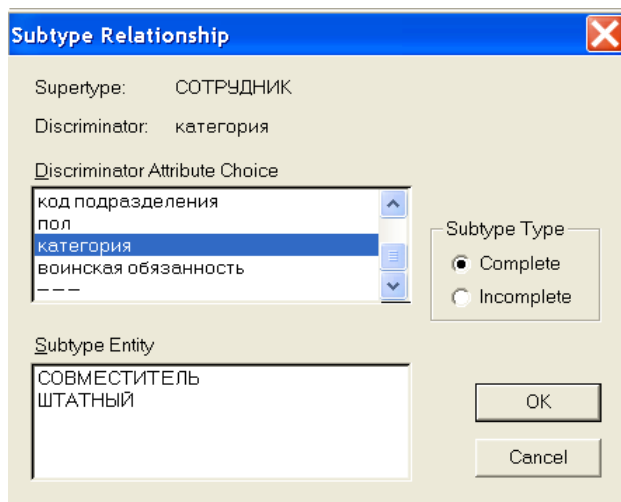 Subtype Relationship
Supertype: СОТРУДНИК
Discriminator: категория
Discriminator Attribute Choice
код подразделения
пол
категория
воинская обязанность
– – –
Subtype Type
Complete
Incomplete
Subtype Entity
СОВМЕСТИТЕЛЬ
ШТАТНЫЙ
OK
Cancel